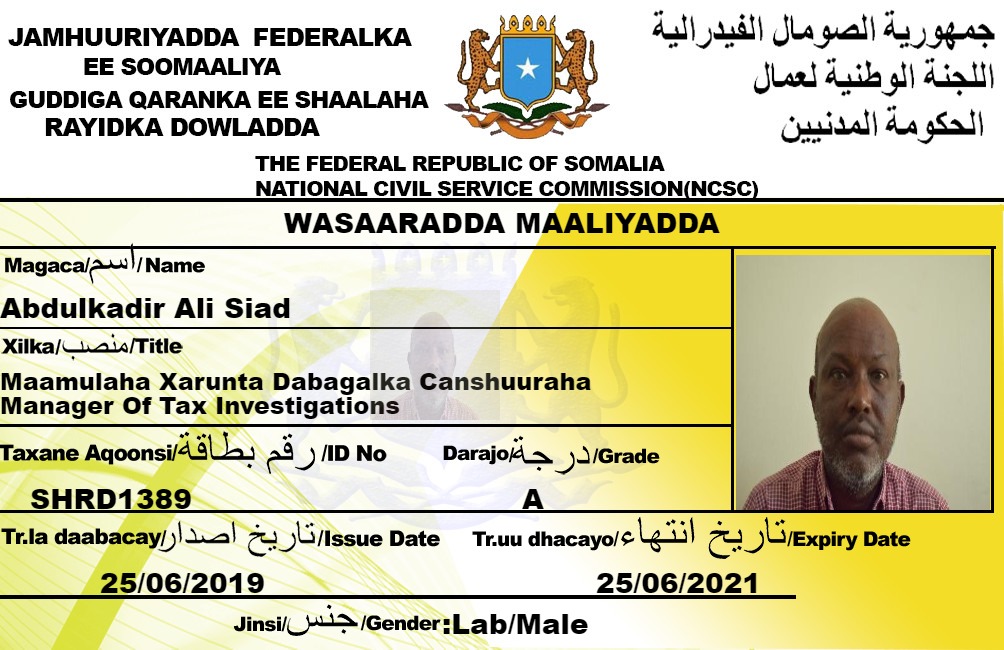 JAMHUURIYADDA FEDERALKA
EE SOOMAALIYA
GUDDIGA QARANKA EE SHAALAHA
RAYIDKA DOWLADDA
جمهورية الصومال الفيدرالية
اللجنة الوطنية لعمال
الحكومة المدنيين
THE FEDERAL REPUBLIC OF SOMALIA
NATIONAL CIVIL SERVICE COMMISSION(NCSC)
WASAARADDA MAALIYADDA
Magaca/اسم/Name
Abdulkadir Ali Siad
Xilka/منصب/Title
Maamulaha Xarunta Dabagalka Canshuuraha
Manager Of Tax Investigations
Taxane Aqoonsi/رقم بطاقة/ID No
SHRD1389
Darajo/درجة/Grade
A
Tr.la daabacay/تاريخ اصدار/Issue Date
25/06/2019
Tr.uu dhacayo/تاريخ انتهاء/Expiry Date
25/06/2021
Jinsi/جنس/Gender:Lab/Male